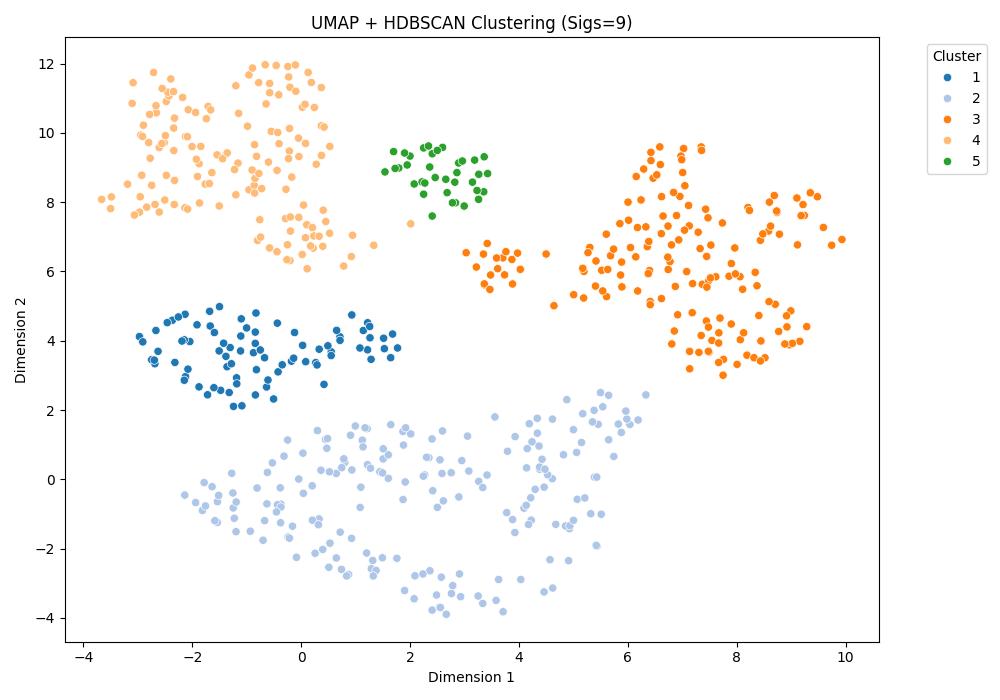 UMAP + HDBSCAN Clustering (Sigs=9)
Cluster
1
2
3
4
5
12
10
8
6
4
2
0
−2
−4
Dimension 2
−4 −2 0 2 4 6 8 10
Dimension 1